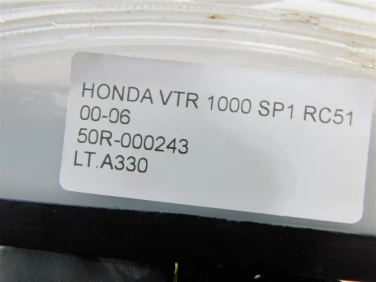 HONDA VTR 1000 SP1 RC51
00-06
50R-000243
LT.A330